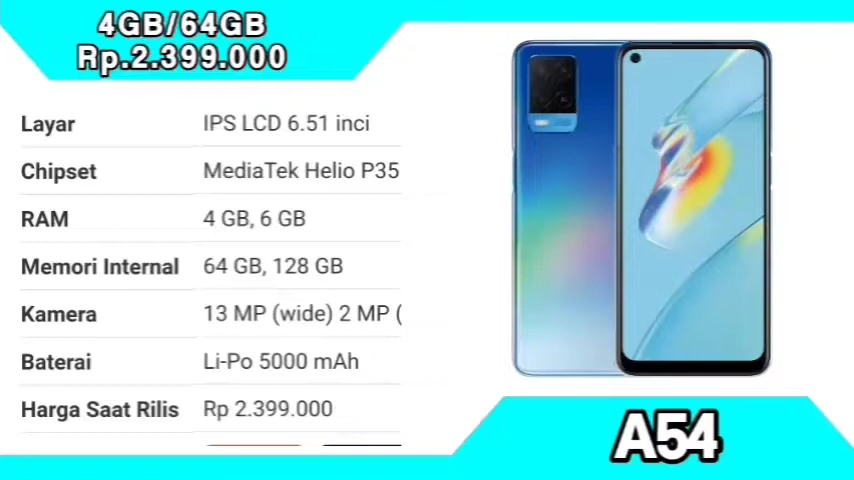 4GB/64GB
Rp.2.399.000
Layar IPS LCD 6.51 inci
Chipset MediaTek Helio P35
RAM 4 GB, 6 GB
Memori Internal 64 GB, 128 GB
Kamera 13 MP (wide) 2 MP (
Baterai Li-Po 5000 mAh
Harga Saat Rilis Rp 2.399.000
A54